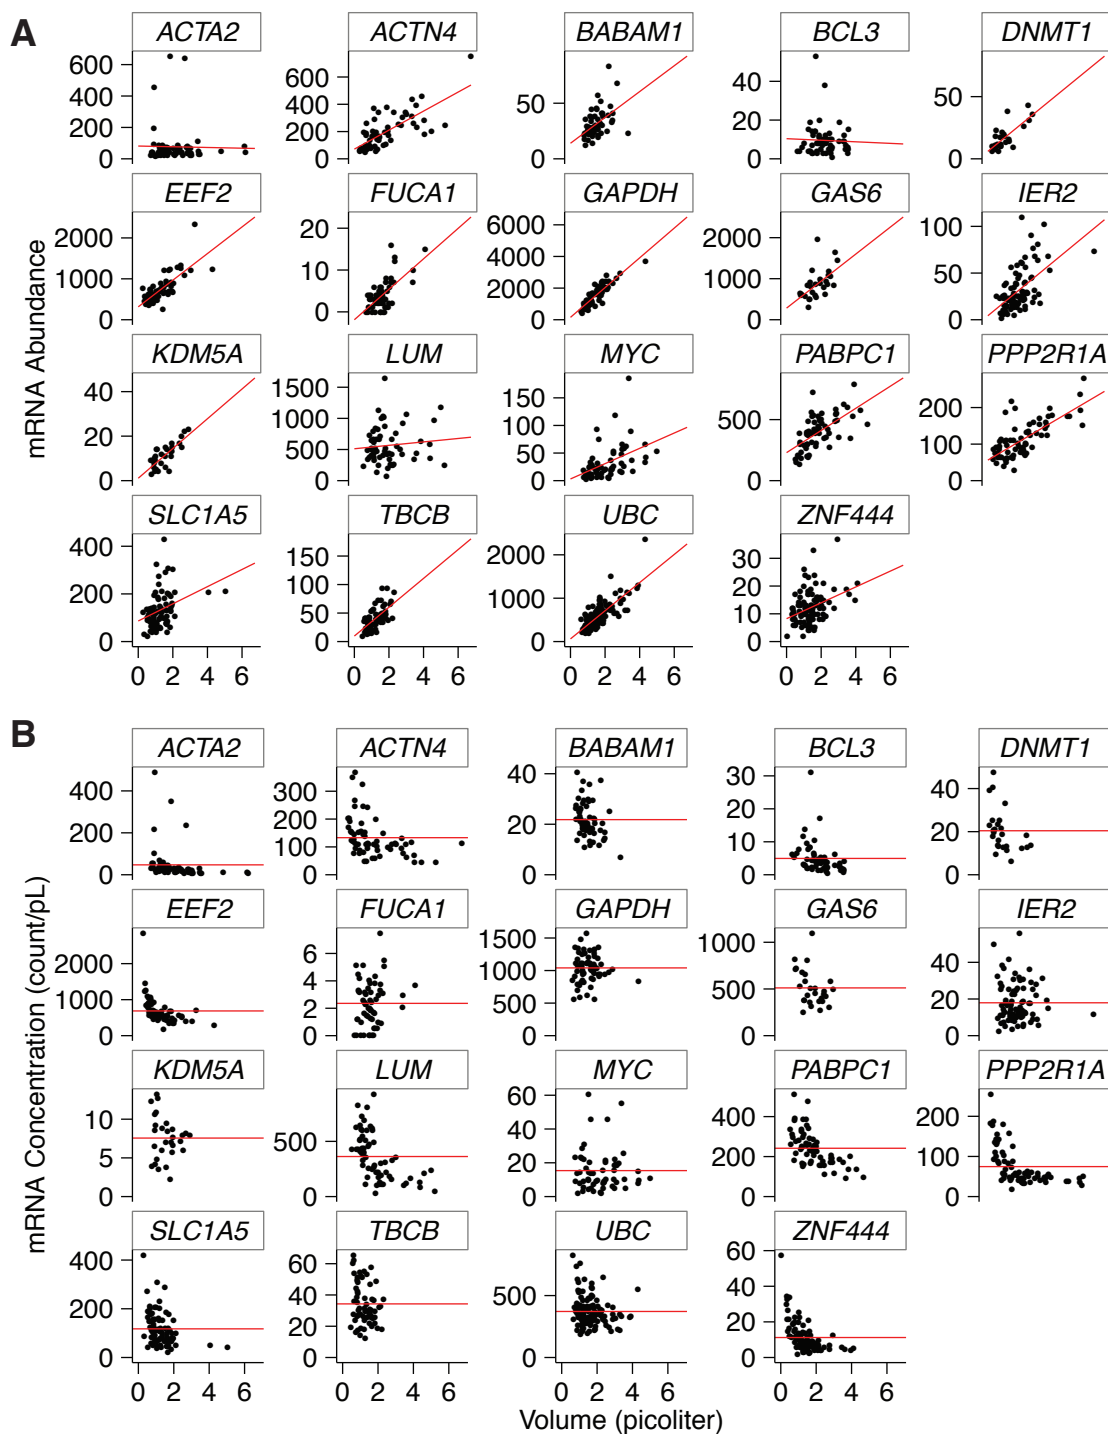 A
ACTA2 ACTN4 BABAM1 BCL3 DNMT1
600 400 200 0
600 400 200 0
50 0
40 20 0
50 0
EEF2 FUCA1 GAPDH GAS6 IER2
2000 1000 0
20 10 0
6000 4000 2000 0
2000 1000 0
100 50 0
mRNA Abundance
KDM5A LUM MYC PABPC1 PPP2R1A
40 20 0
1500 1000 500 0
150 100 50 0
500 0
200 100 0
SLC1A5 TBCB UBC ZNF444
400 200 0
150 100 50 0
2000 1000 0
30 20 10 0
0 2 4 6
0 2 4 6
0 2 4 6
0 2 4 6
B
ACTA2 ACTN4 BABAM1 BCL3 DNMT1
400 200 0
300 200 100 0
40 20 0
30 20 10 0
40 20 0
EEF2 FUCA1 GAPDH GAS6 IER2
2000 1000 0
6 4 2 0
1500 1000 500 0
1000 500 0
40 20 0
mRNA Concentration (count/pL)
KDM5A LUM MYC PABPC1 PPP2R1A
10 5 0
500 0
60 40 20 0
400 200 0
200 100 0
SLC1A5 TBCB UBC ZNF444
400 200 0
60 40 20 0
500 0
60 40 20 0
0 2 4 6
0 2 4 6
0 2 4 6
0 2 4 6
Volume (picoliter)